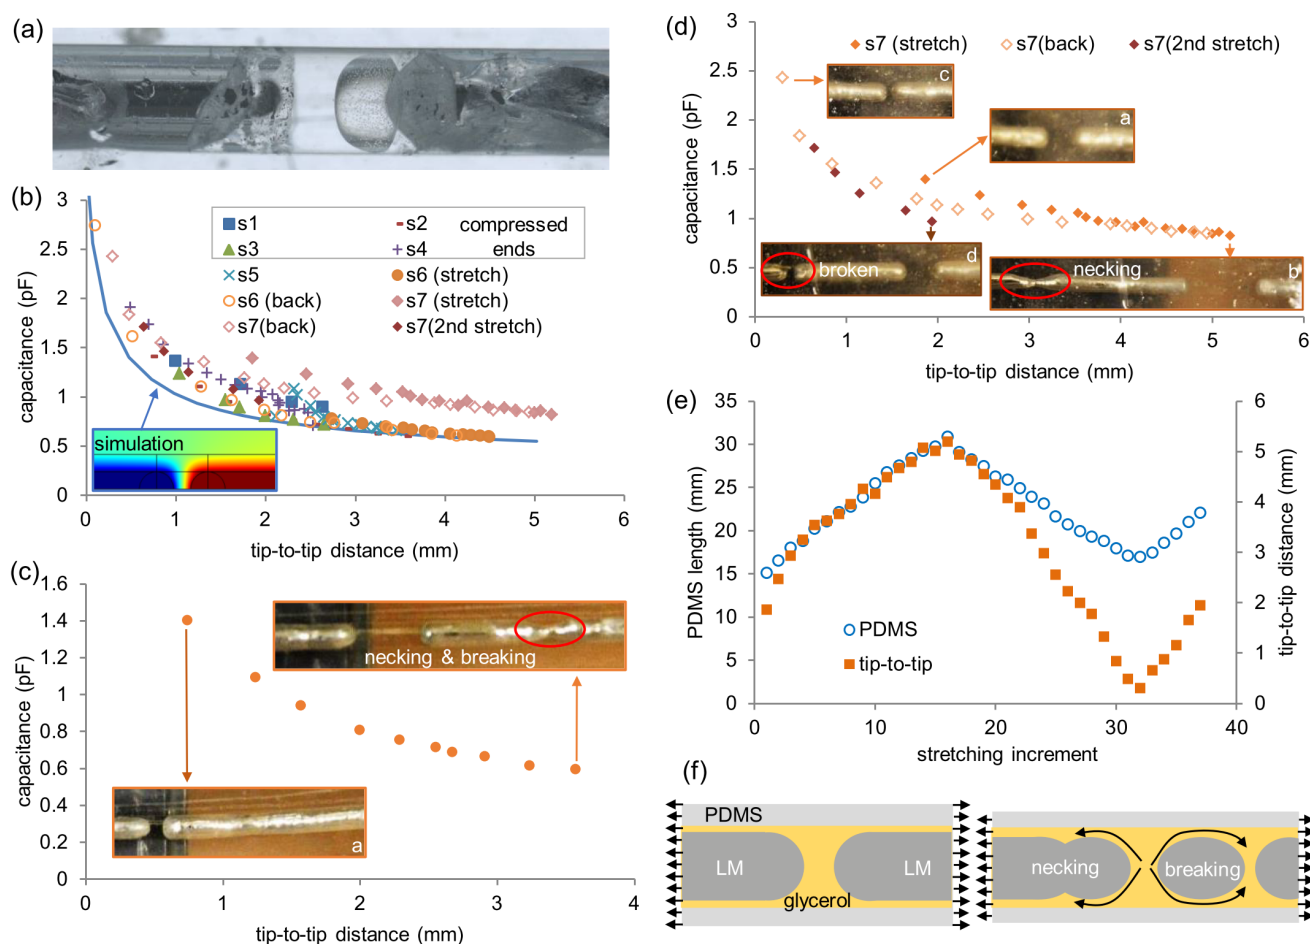 (a)
(b)
capacitance (pF)
3
2.5
2
1.5
1
0.5
0
s1
s2
compressed
s3
s4
ends
s5
s6 (stretch)
s6 (back)
s7 (stretch)
s7(back)
s7(2nd stretch)
simulation
0
1
2
3
4
5
6
tip-to-tip distance (mm)
(c)
capacitance (pF)
1.6
1.4
1.2
1
0.8
0.6
0.4
0.2
0
necking & breaking
a
0
1
2
3
4
tip-to-tip distance (mm)
(d)
capacitance (pF)
3
2.5
2
1.5
1
0.5
0
s7 (stretch)
s7(back)
s7(2nd stretch)
c
a
broken
d
necking
b
0
1
2
3
4
5
6
tip-to-tip distance (mm)
(e)
PDMS length (mm)
35
30
25
20
15
10
5
0
PDMS
tip-to-tip
6
5
4
3
2
1
0
tip-to-tip distance (mm)
0
10
20
30
40
stretching increment
(f)
PDMS
LM
LM
glycerol
necking
breaking